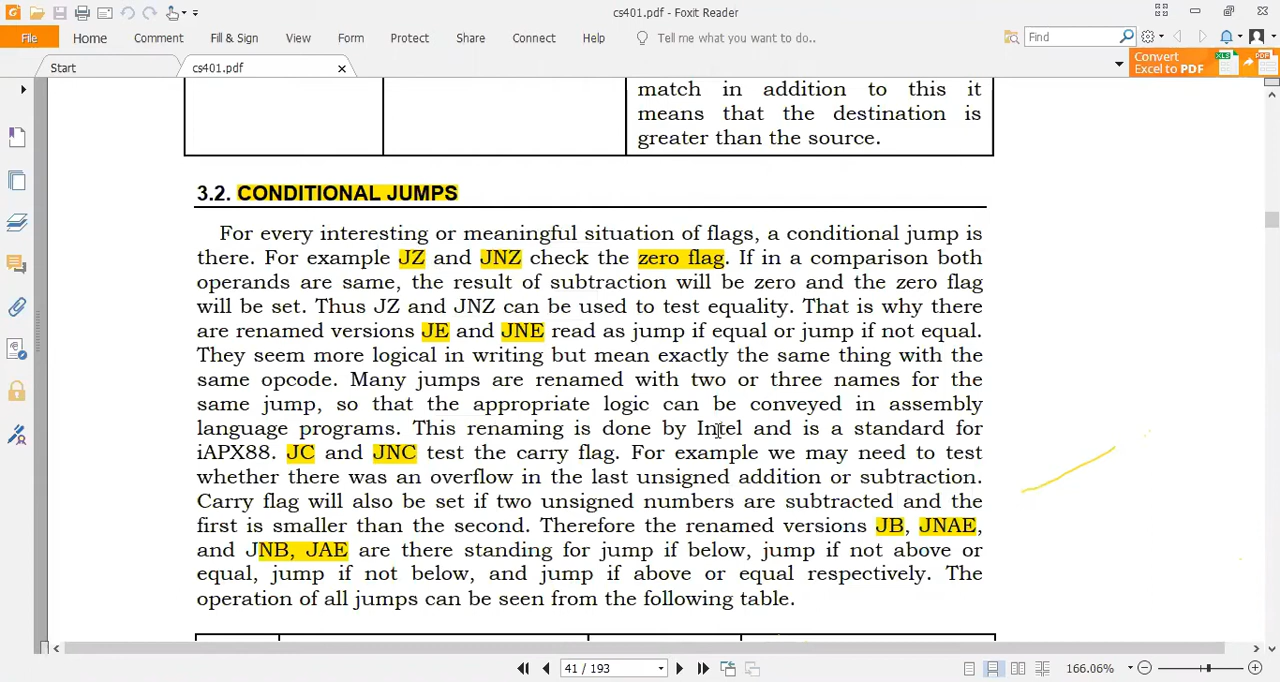 cs401.pdf - Foxit Reader
File Home Comment Fill & Sign View Form Protect Share Connect Help Tell me what you want to do.. Find
Start cs401.pdf
Convert
Excel to PDF
match in addition to this it
means that the destination is
greater than the source.
3.2. CONDITIONAL JUMPS
For every interesting or meaningful situation of flags, a conditional jump is
there. For example JZ and JNZ check the zero flag. If in a comparison both
operands are same, the result of subtraction will be zero and the zero flag
will be set. Thus JZ and JNZ can be used to test equality. That is why there
are renamed versions JE and JNE read as jump if equal or jump if not equal.
They seem more logical in writing but mean exactly the same thing with the
same opcode. Many jumps are renamed with two or three names for the
same jump, so that the appropriate logic can be conveyed in assembly
language programs. This renaming is done by Intel and is a standard for
iAPX88. JC and JNC test the carry flag. For example we may need to test
whether there was an overflow in the last unsigned addition or subtraction.
Carry flag will also be set if two unsigned numbers are subtracted and the
first is smaller than the second. Therefore the renamed versions JB, JNAE,
and JNB, JAE are there standing for jump if below, jump if not above or
equal, jump if not below, and jump if above or equal respectively. The
operation of all jumps can be seen from the following table.
41 / 193
166.06%